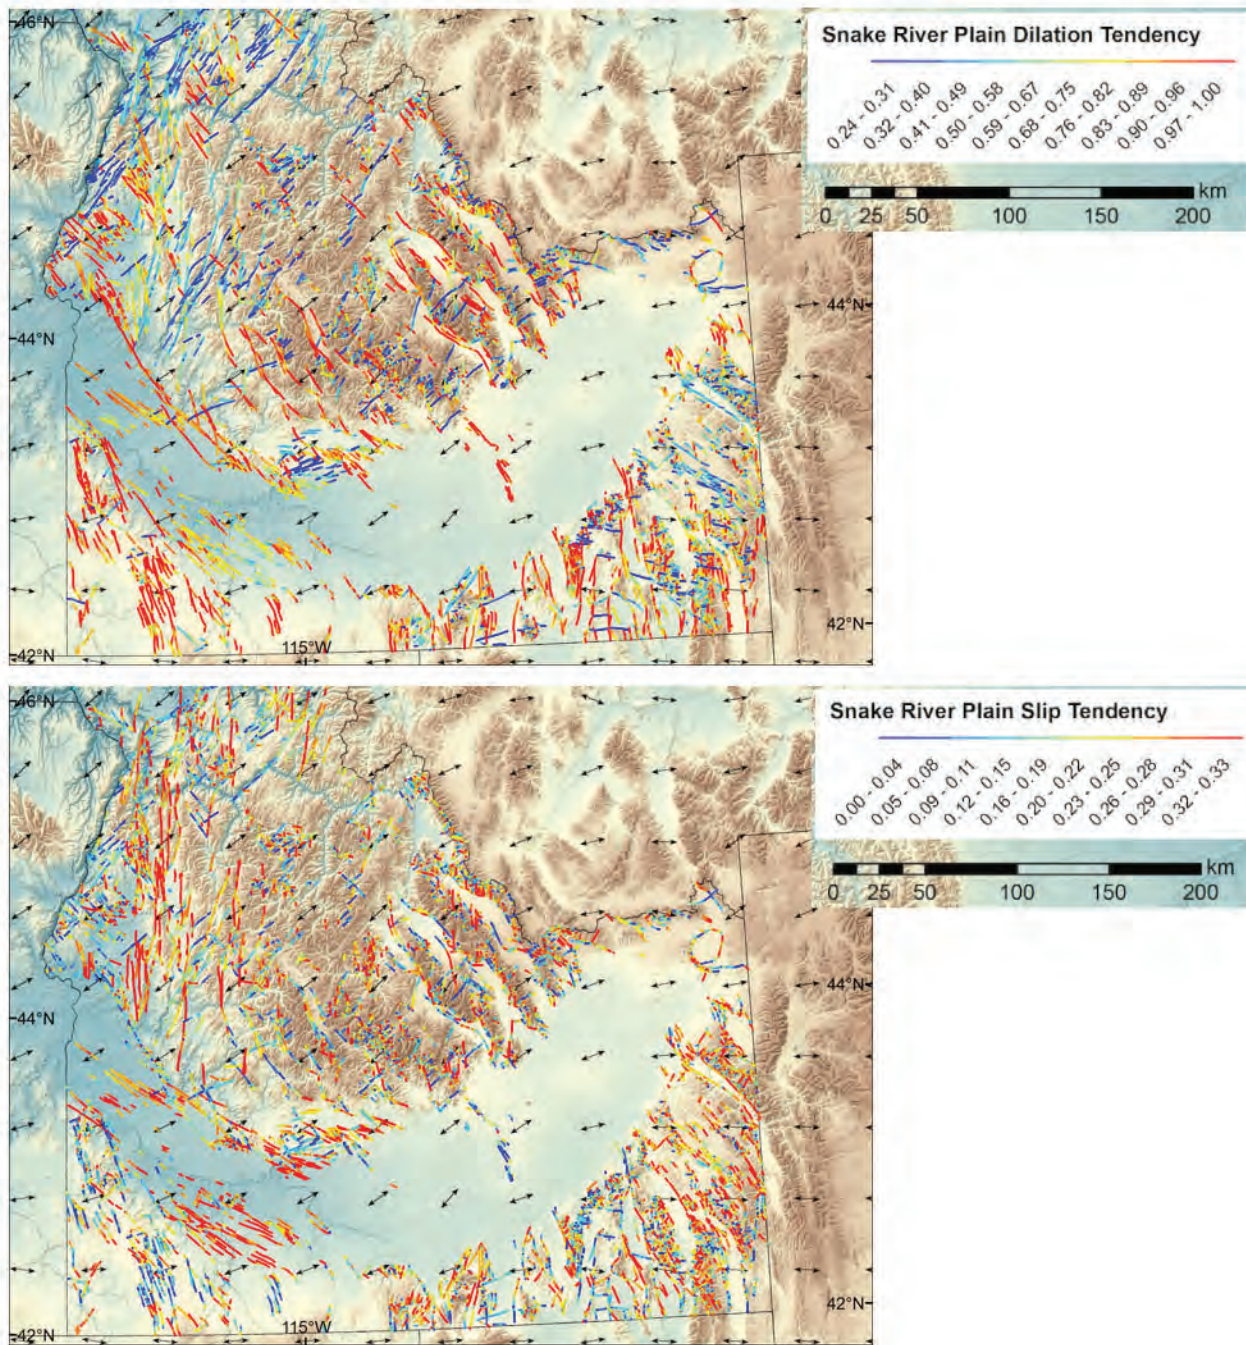 46°N
Snake River Plain Dilation Tendency
0.24 - 0.31
0.32 - 0.40
0.41 - 0.49
0.50 - 0.58
0.59 - 0.67
0.68 - 0.75
0.76 - 0.82
0.83 - 0.89
0.90 - 0.96
0.97 - 1.00
km
0 25 50 100 150 200
44°N
44°N
42°N
115°W
42°N
46°N
Snake River Plain Slip Tendency
0.00 - 0.04
0.05 - 0.08
0.09 - 0.11
0.12 - 0.15
0.16 - 0.19
0.20 - 0.22
0.23 - 0.25
0.26 - 0.28
0.29 - 0.31
0.32 - 0.33
km
0 25 50 100 150 200
44°N
44°N
42°N
115°W
42°N